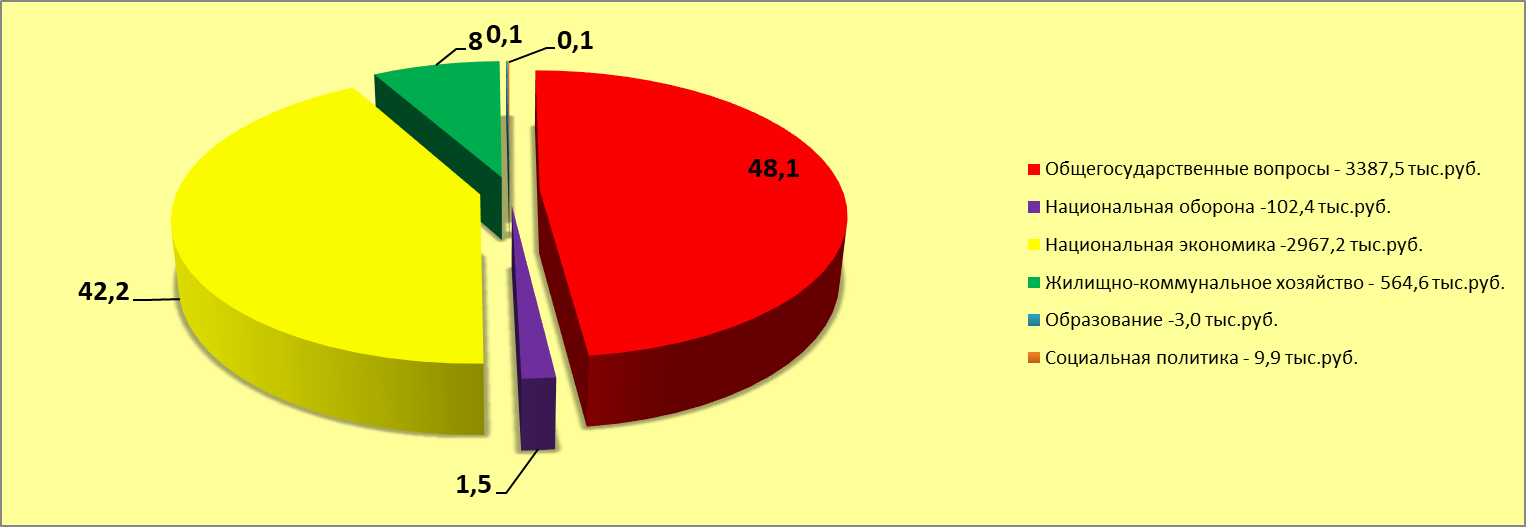 8
0,1
0,1
48,1
42,2
1,5
Общегосударственные вопросы - 3387,5 тыс.руб.
Национальная оборона -102,4 тыс.руб.
Национальная экономика -2967,2 тыс.руб.
Жилищно-коммунальное хозяйство - 564,6 тыс.руб.
Образование -3,0 тыс.руб.
Социальная политика - 9,9 тыс.руб.